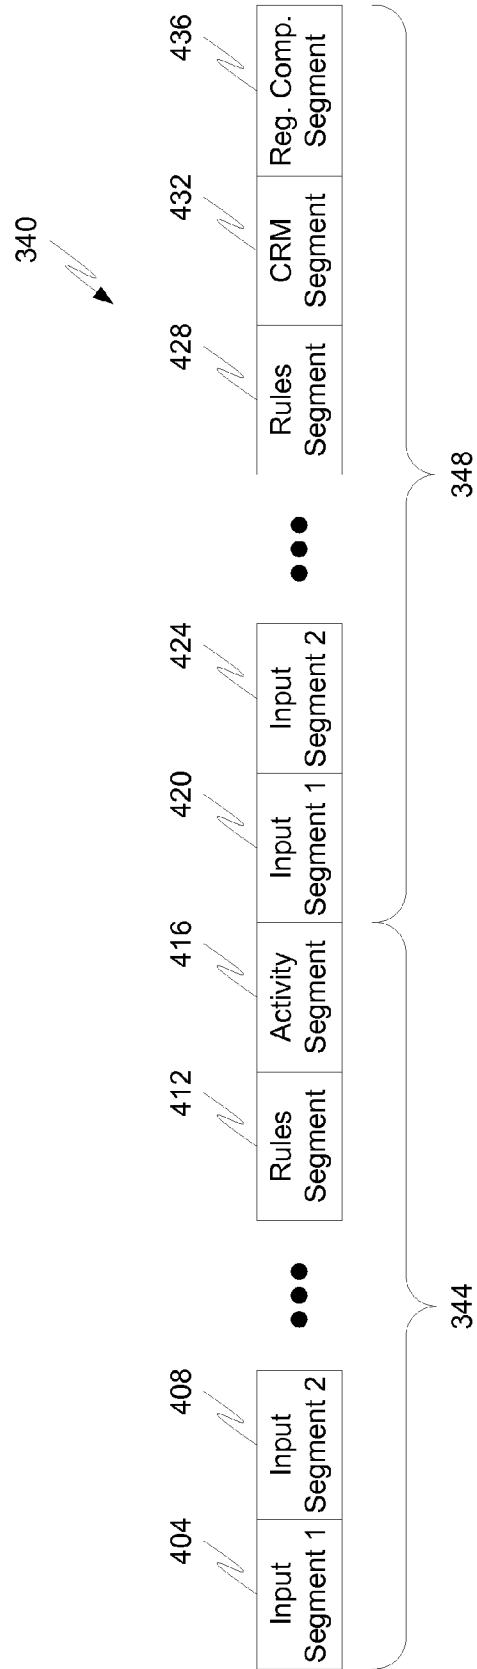 340
404
408
412
416
420
424
428
432
436
Input
Segment 1
Input
Segment 2
Rules
Segment
Activity
Segment
Input
Segment 1
Input
Segment 2
Rules
Segment
CRM
Segment
Reg. Comp.
Segment
344
348